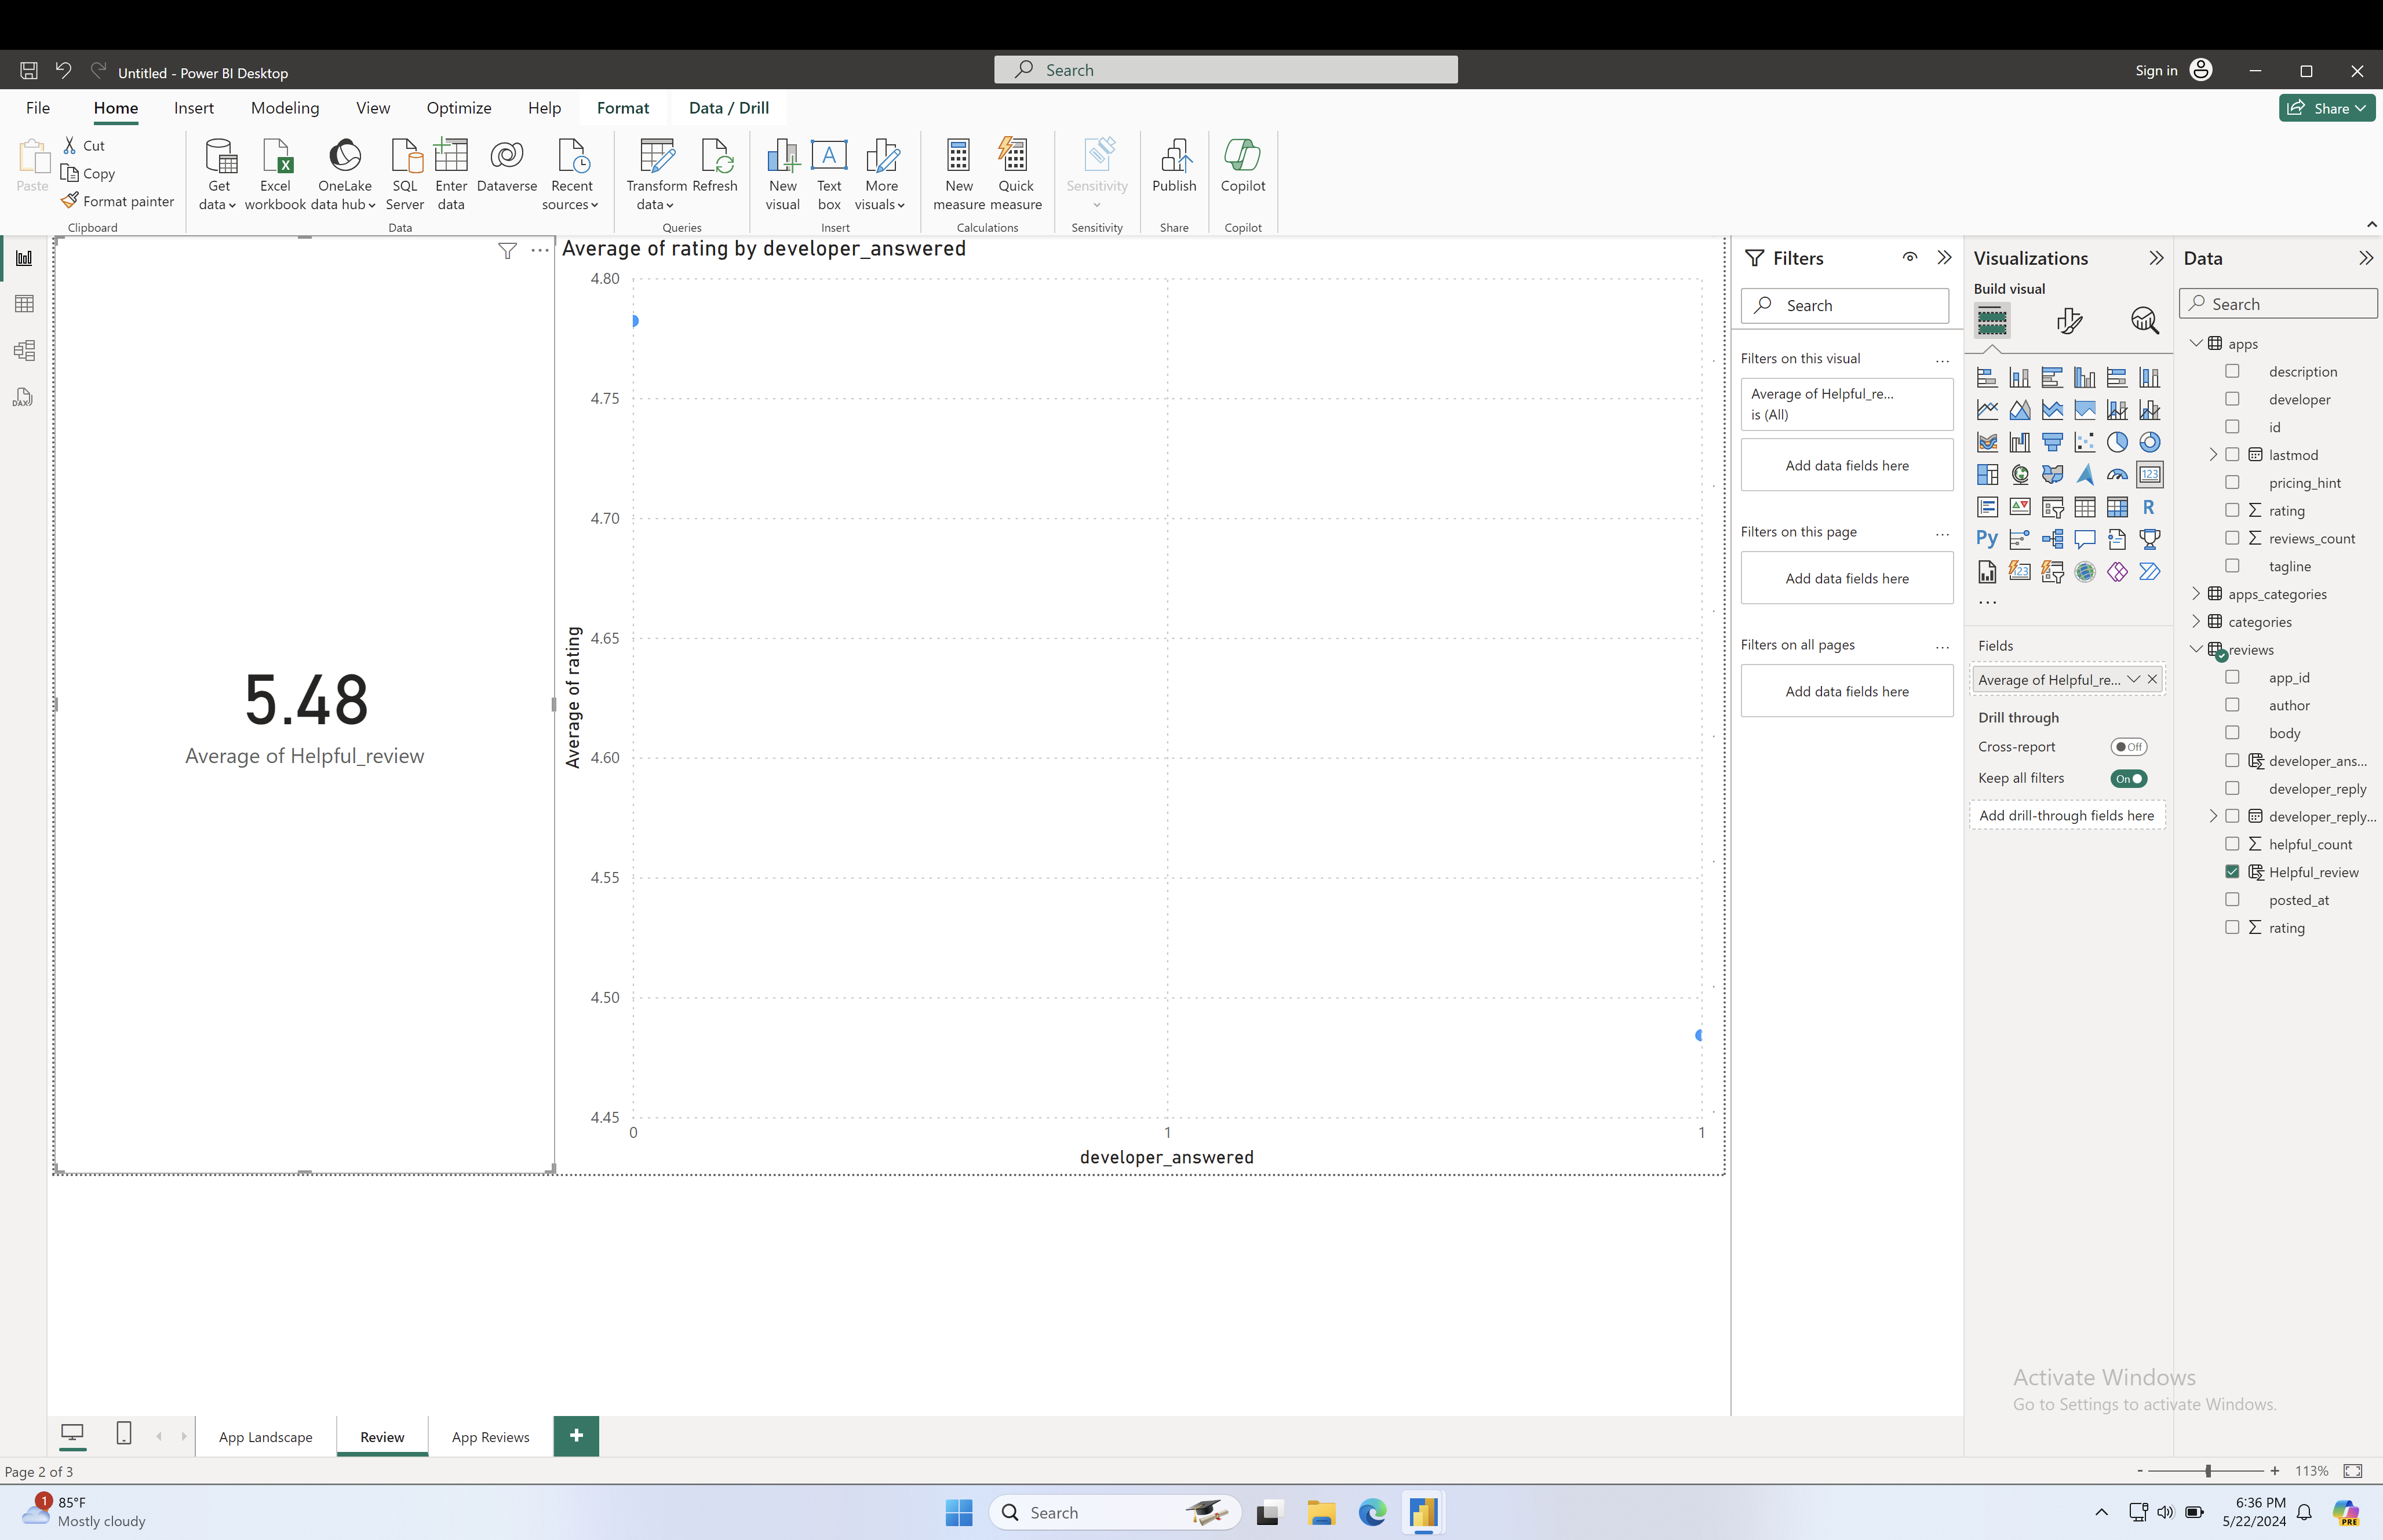 Untitled - Power BI Desktop
Search
Sign in
File Home Insert Modeling View Optimize Help Format Data / Drill
Share
Paste
Cut
Copy
Format painter
Clipboard
Get data
Excel workbook
OneLake data hub
SQL Server
Enter data
Dataverse
Recent sources
Data
Transform data
Refresh
Queries
New visual
Text box
More visuals
Insert
New measure
Quick measure
Calculations
Sensitivity
Sensitivity
Publish
Share
Copilot
Copilot
DAX
5.48
Average of Helpful_review
Average of rating by developer_answered
4.80
4.75
4.70
4.65
4.60
4.55
4.50
4.45
Average of rating
0 1 1
developer_answered
Filters
Search
Filters on this visual ...
Average of Helpful_re...
is (All)
Add data fields here
Filters on this page ...
Add data fields here
Filters on all pages ...
Add data fields here
Visualizations
Build visual
123
R
Py
123
...
Fields
Average of Helpful_re...
Drill through
Cross-report Off
Keep all filters On
Add drill-through fields here
Data
Search
apps
description
developer
id
lastmod
pricing_hint
rating
reviews_count
tagline
apps_categories
categories
reviews
app_id
author
body
developer_ans...
developer_reply
developer_reply...
helpful_count
Helpful_review
posted_at
rating
Activate Windows
Go to Settings to activate Windows.
App Landscape Review App Reviews +
Page 2 of 3
- + 113%
1
85°F
Mostly cloudy
Search
6:36 PM
5/22/2024
PRE